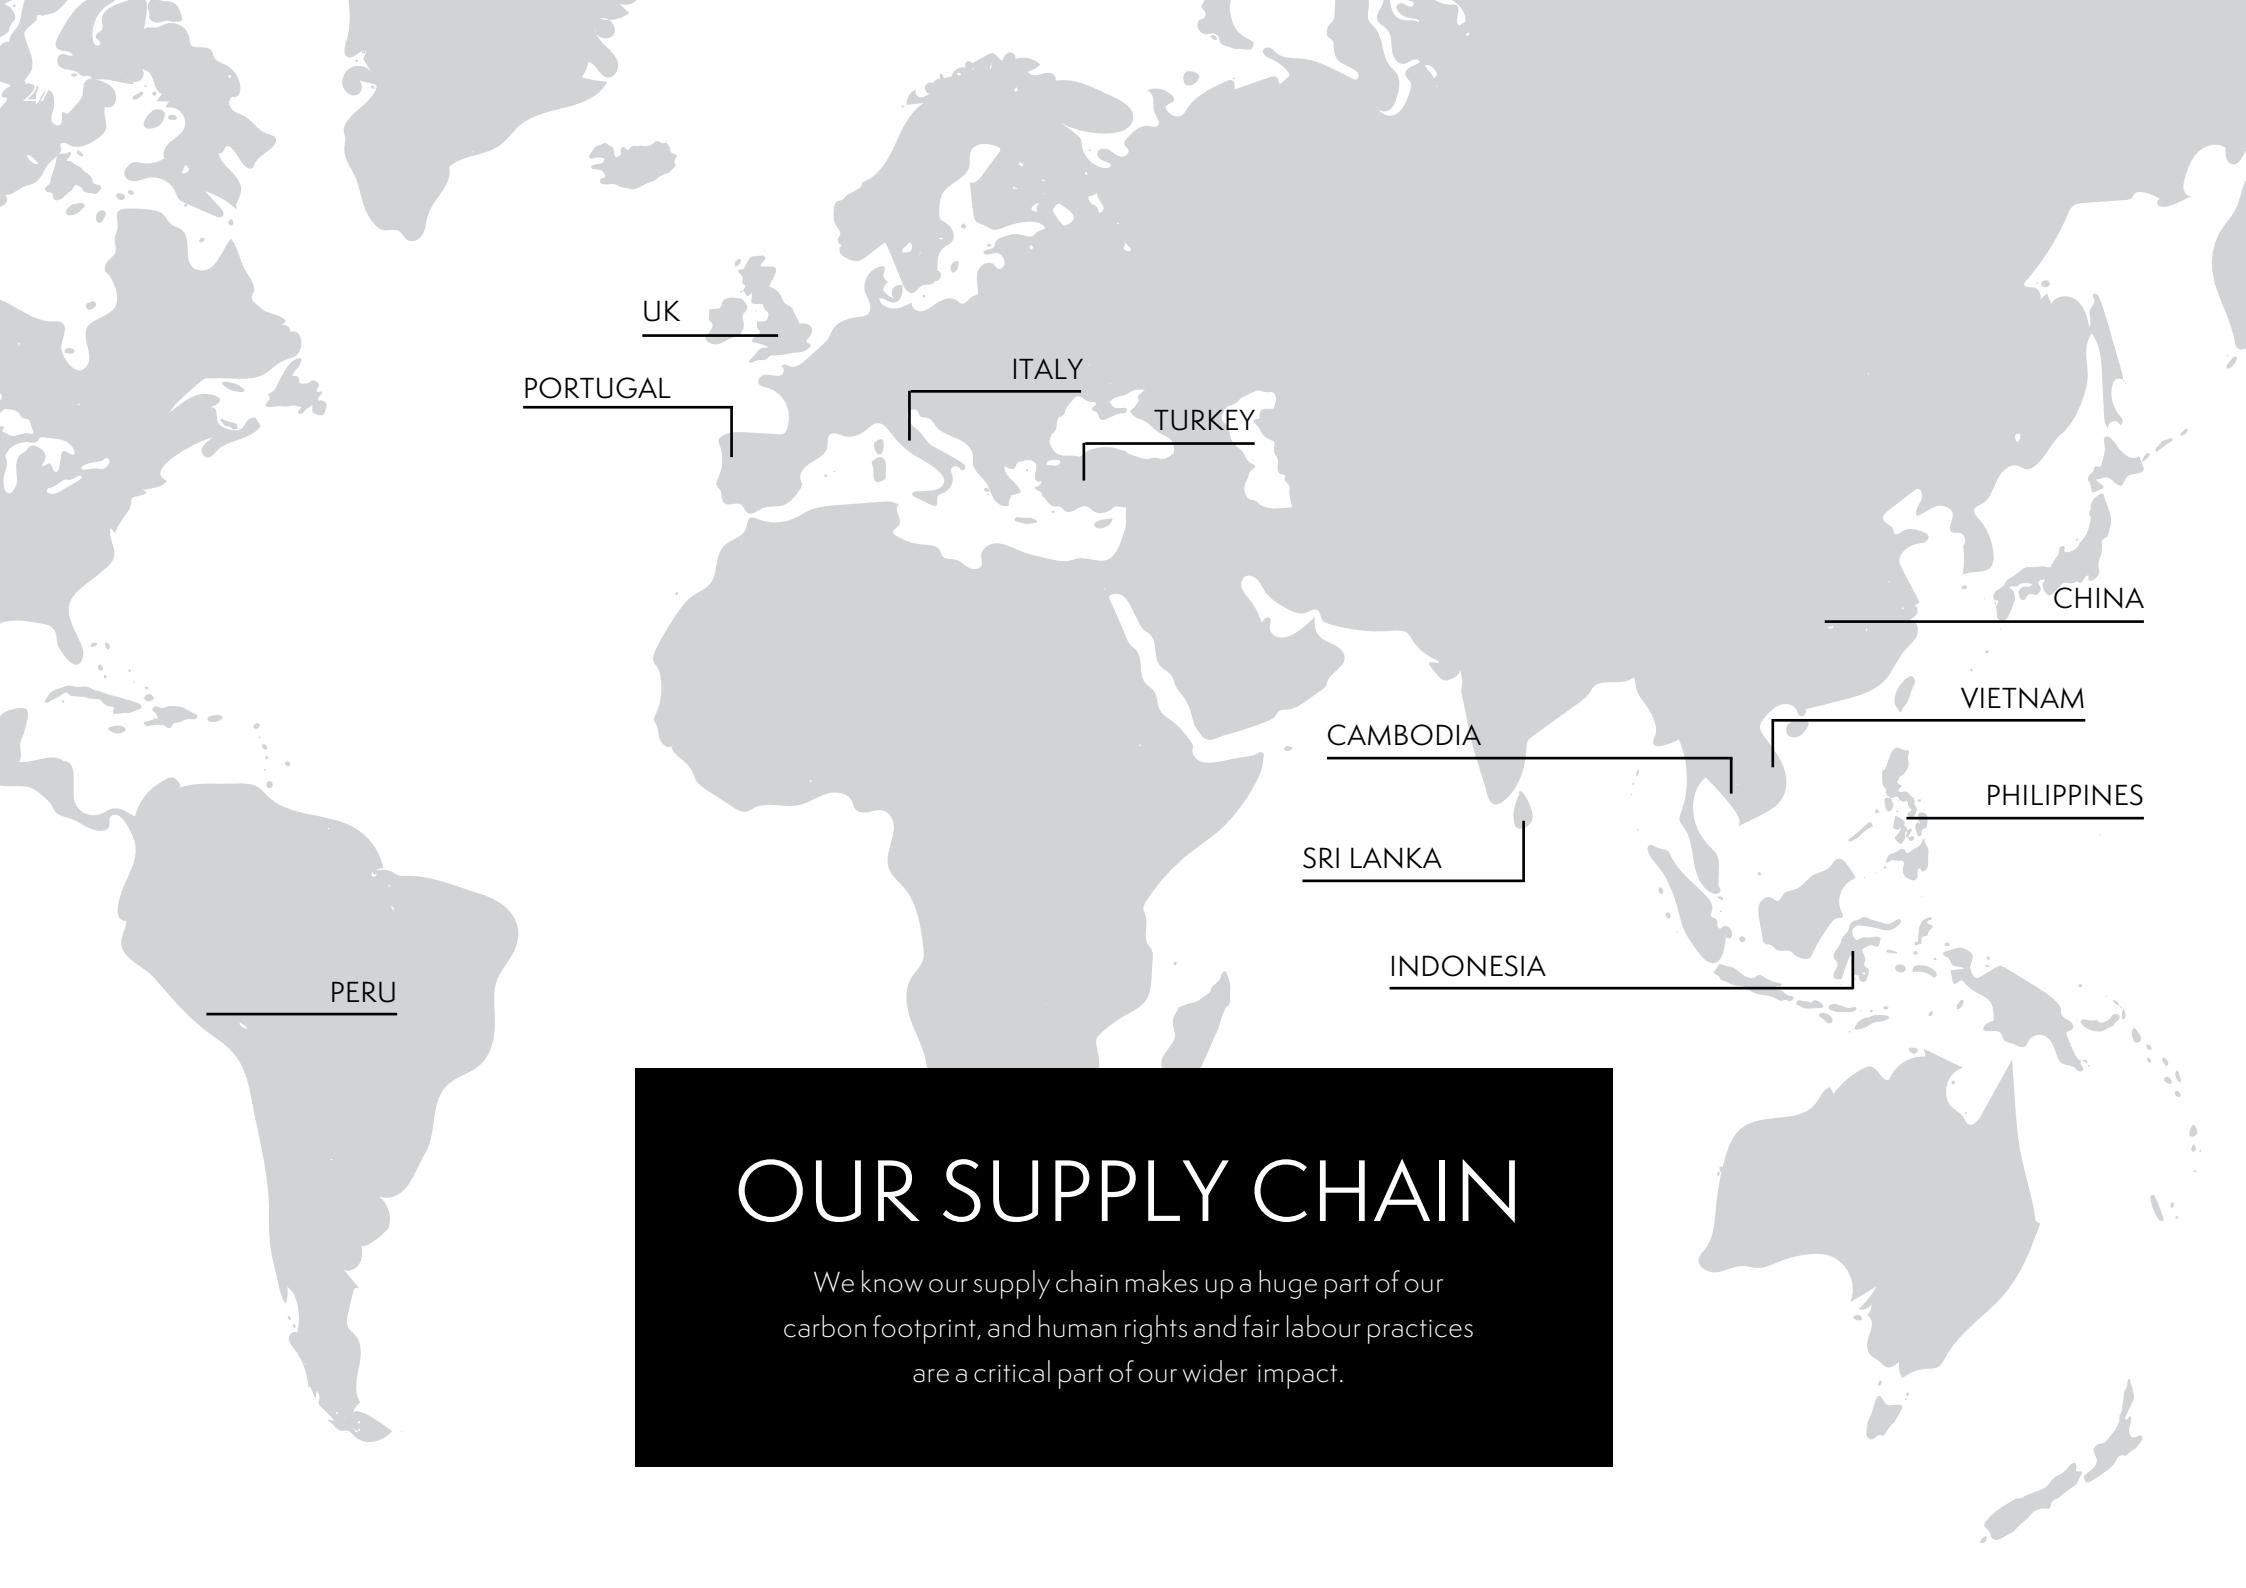 UK
ITALY
PORTUGAL
TURKEY
CHINA
VIETNAM
CAMBODIA
PHILIPPINES
SRI LANKA
INDONESIA
PERU
OUR SUPPLY CHAIN
We know our supply chain makes up a huge part of our
carbon footprint, and human rights and fair labour practices
are a critical part of our wider impact.